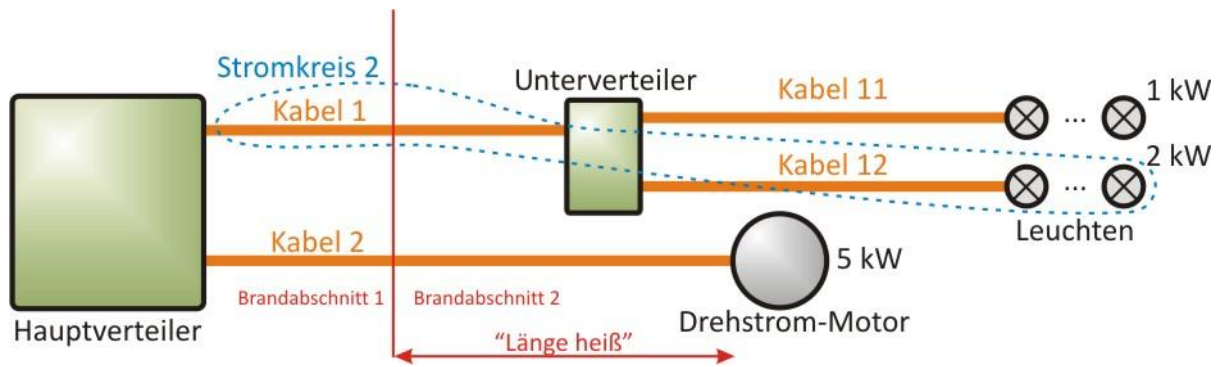 Stromkreis 2
Kabel 1
Unterverteiler
Kabel 11
1 kW
...
Kabel 12
2 kW
...
Leuchten
Kabel 2
5 kW
Brandabschnitt 1
Brandabschnitt 2
Hauptverteiler
Drehstrom-Motor
“Länge heiß”